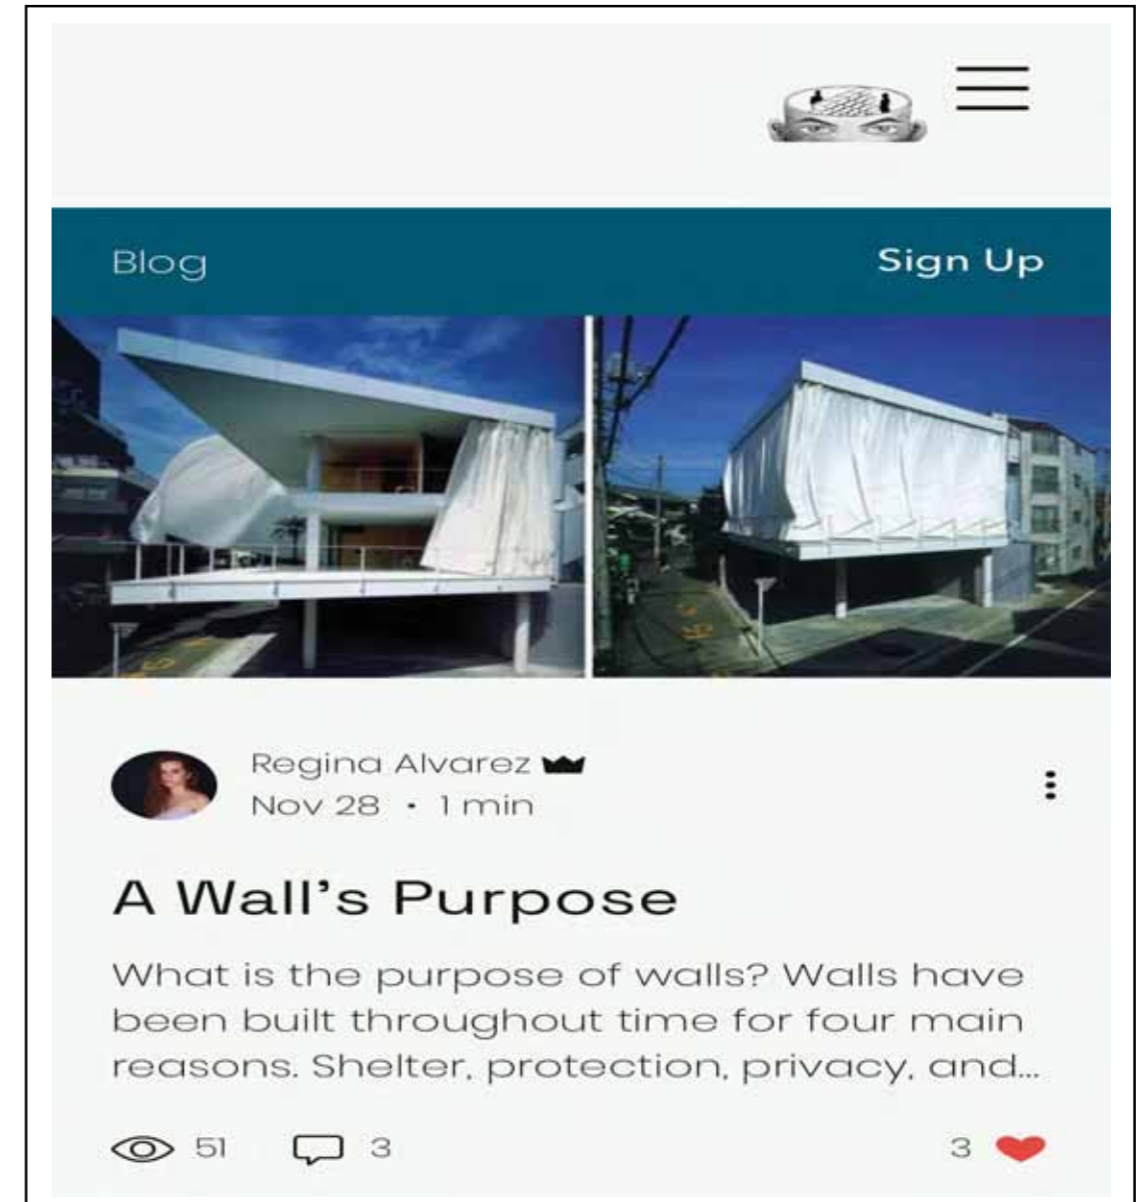 Blog
Sign Up
Regina Alvarez
Nov 28 • 1 min
A Wall's Purpose
What is the purpose of walls? Walls have
been built throughout time for four main
reasons. Shelter, protection, privacy, and...
51
3
3